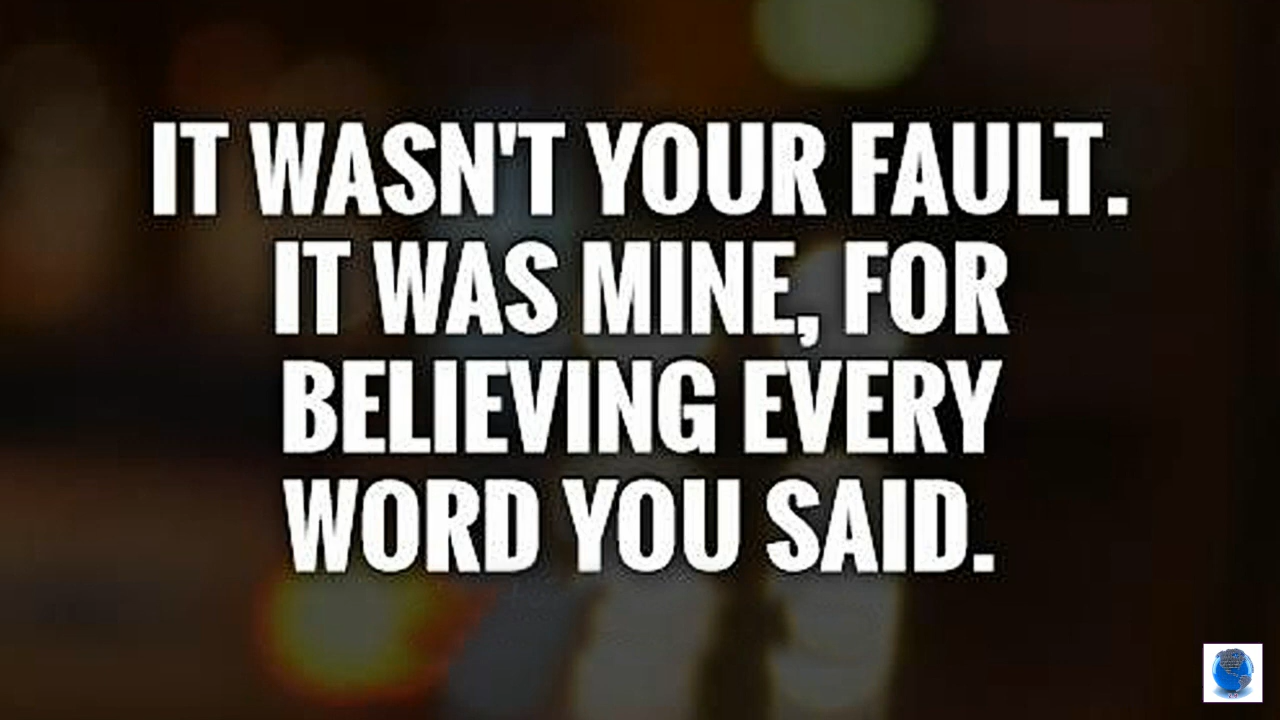 IT WASN'T YOUR FAULT.
IT WAS MINE, FOR
BELIEVING EVERY
WORD YOU SAID.